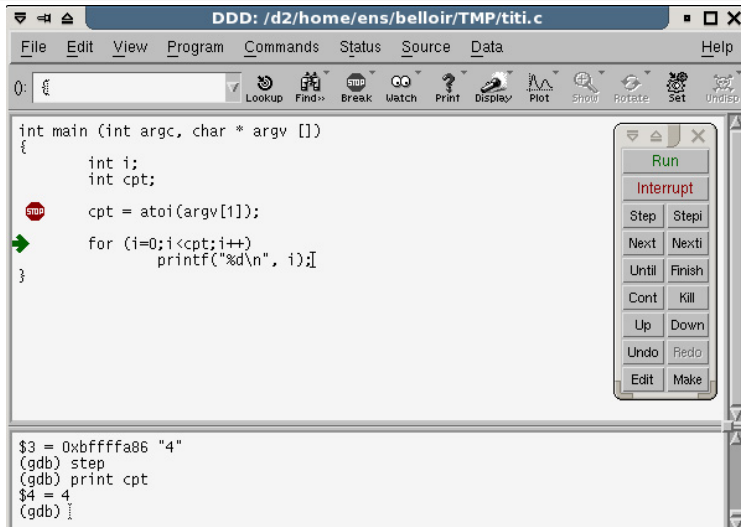 DDD: /d2/home/ens/belloir/TMP/titi.c
File Edit View Program Commands Status Source Data Help
(): {
Lookup Find» Break Watch Print Display Plot Show Rotate Set Undisp
STOP
int main (int argc, char * argv [])
{
int i;
int cpt;
STOP cpt = atoi(argv[1]);
for (i=0;i<cpt;i++)
printf("%d\n", i);
}
Run
Interrupt
Step Stepi
Next Nexti
Until Finish
Cont Kill
Up Down
Undo Redo
Edit Make
$3 = 0xbffffa86 "4"
(gdb) step
(gdb) print cpt
$4 = 4
(gdb)